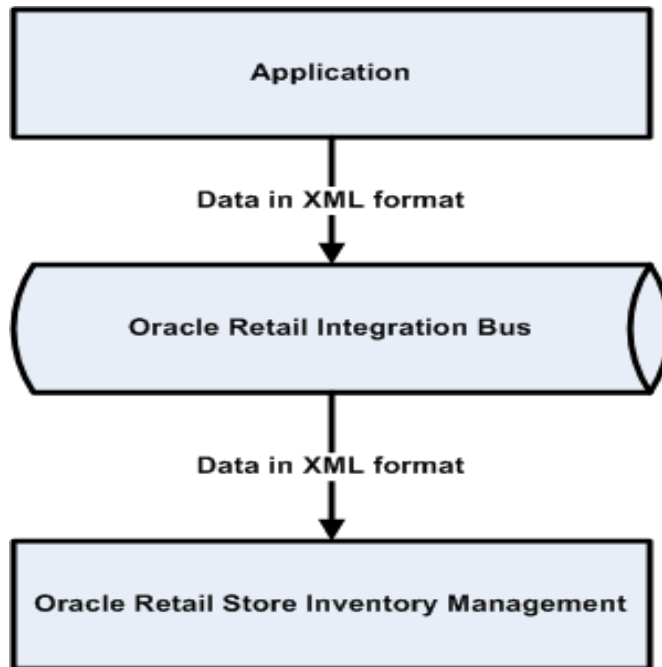 Application
Data in XML format
Oracle Retail Integration Bus
Data in XML format
Oracle Retail Store Inventory Management